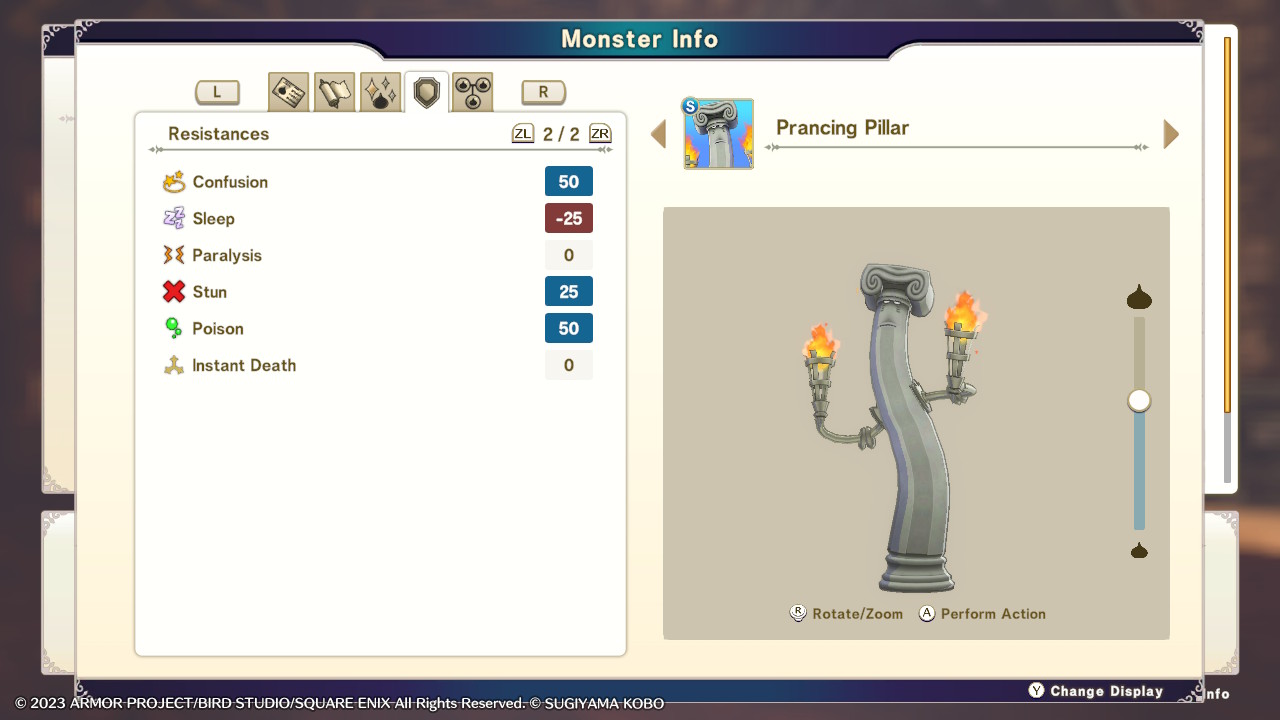 Monster Info
L
R
Resistances
ZL 2 / 2 ZR
Confusion 50
Sleep -25
Paralysis 0
Stun 25
Poison 50
Instant Death 0
S
Prancing Pillar
R Rotate/Zoom A Perform Action
Y Change Display
Info
© 2023 ARMOR PROJECT/BIRD STUDIO/SQUARE ENIX All Rights Reserved. © SUGIYAMA KOBO